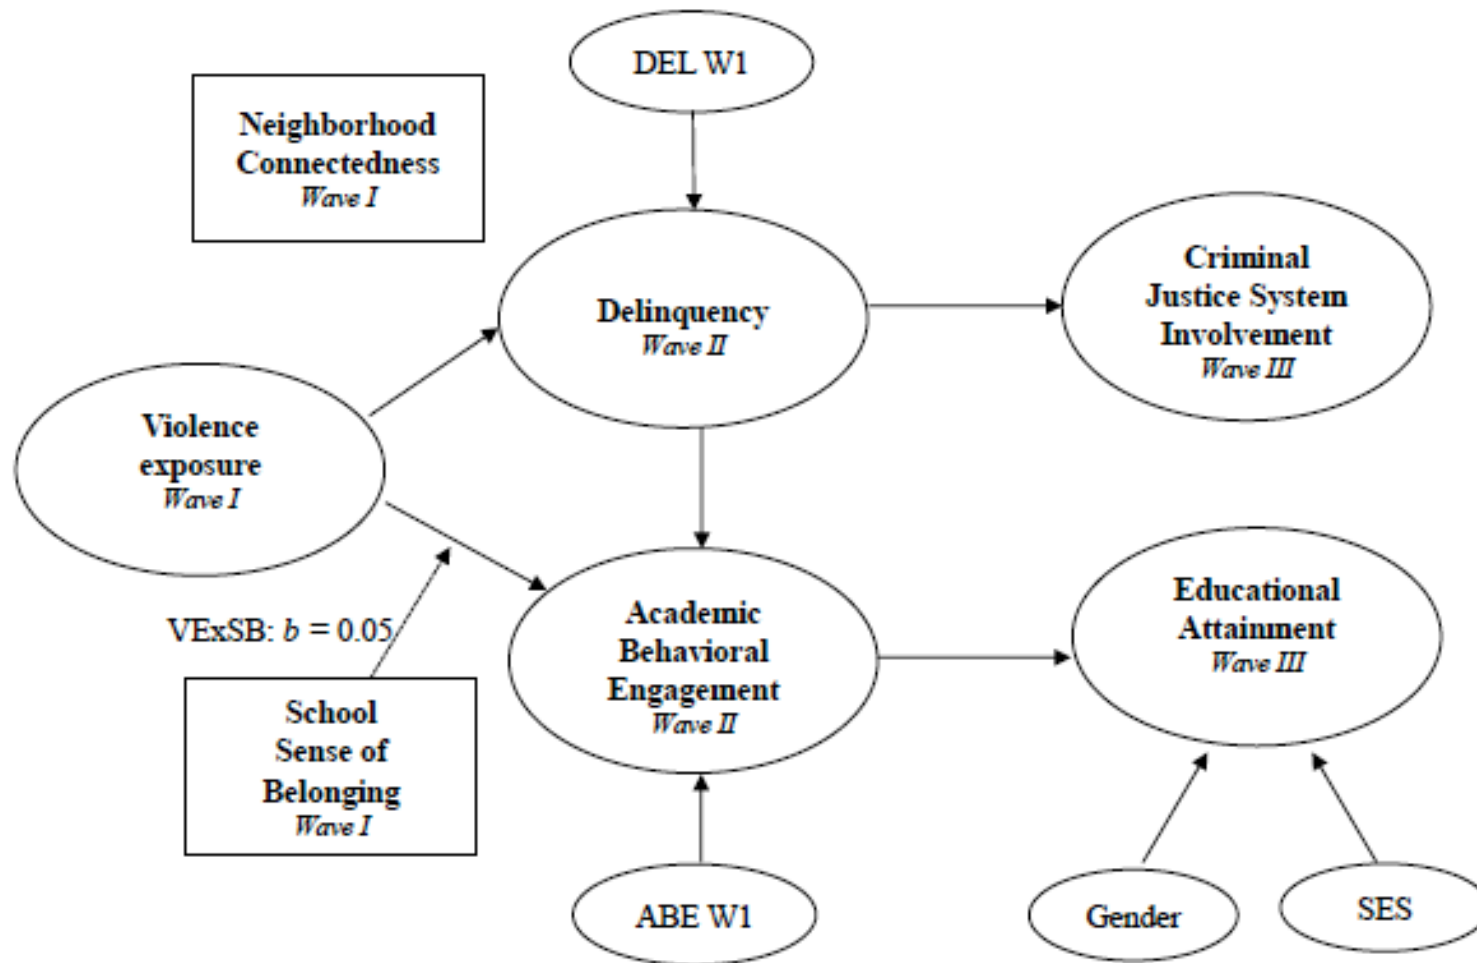 DEL W1
Neighborhood
Connectedness
Wave I
Delinquency
Wave II
Criminal
Justice System
Involvement
Wave III
Violence
exposure
Wave I
VExSB: b = 0.05
School
Sense of
Belonging
Wave I
Academic
Behavioral
Engagement
Wave II
Educational
Attainment
Wave III
ABE W1
Gender
SES